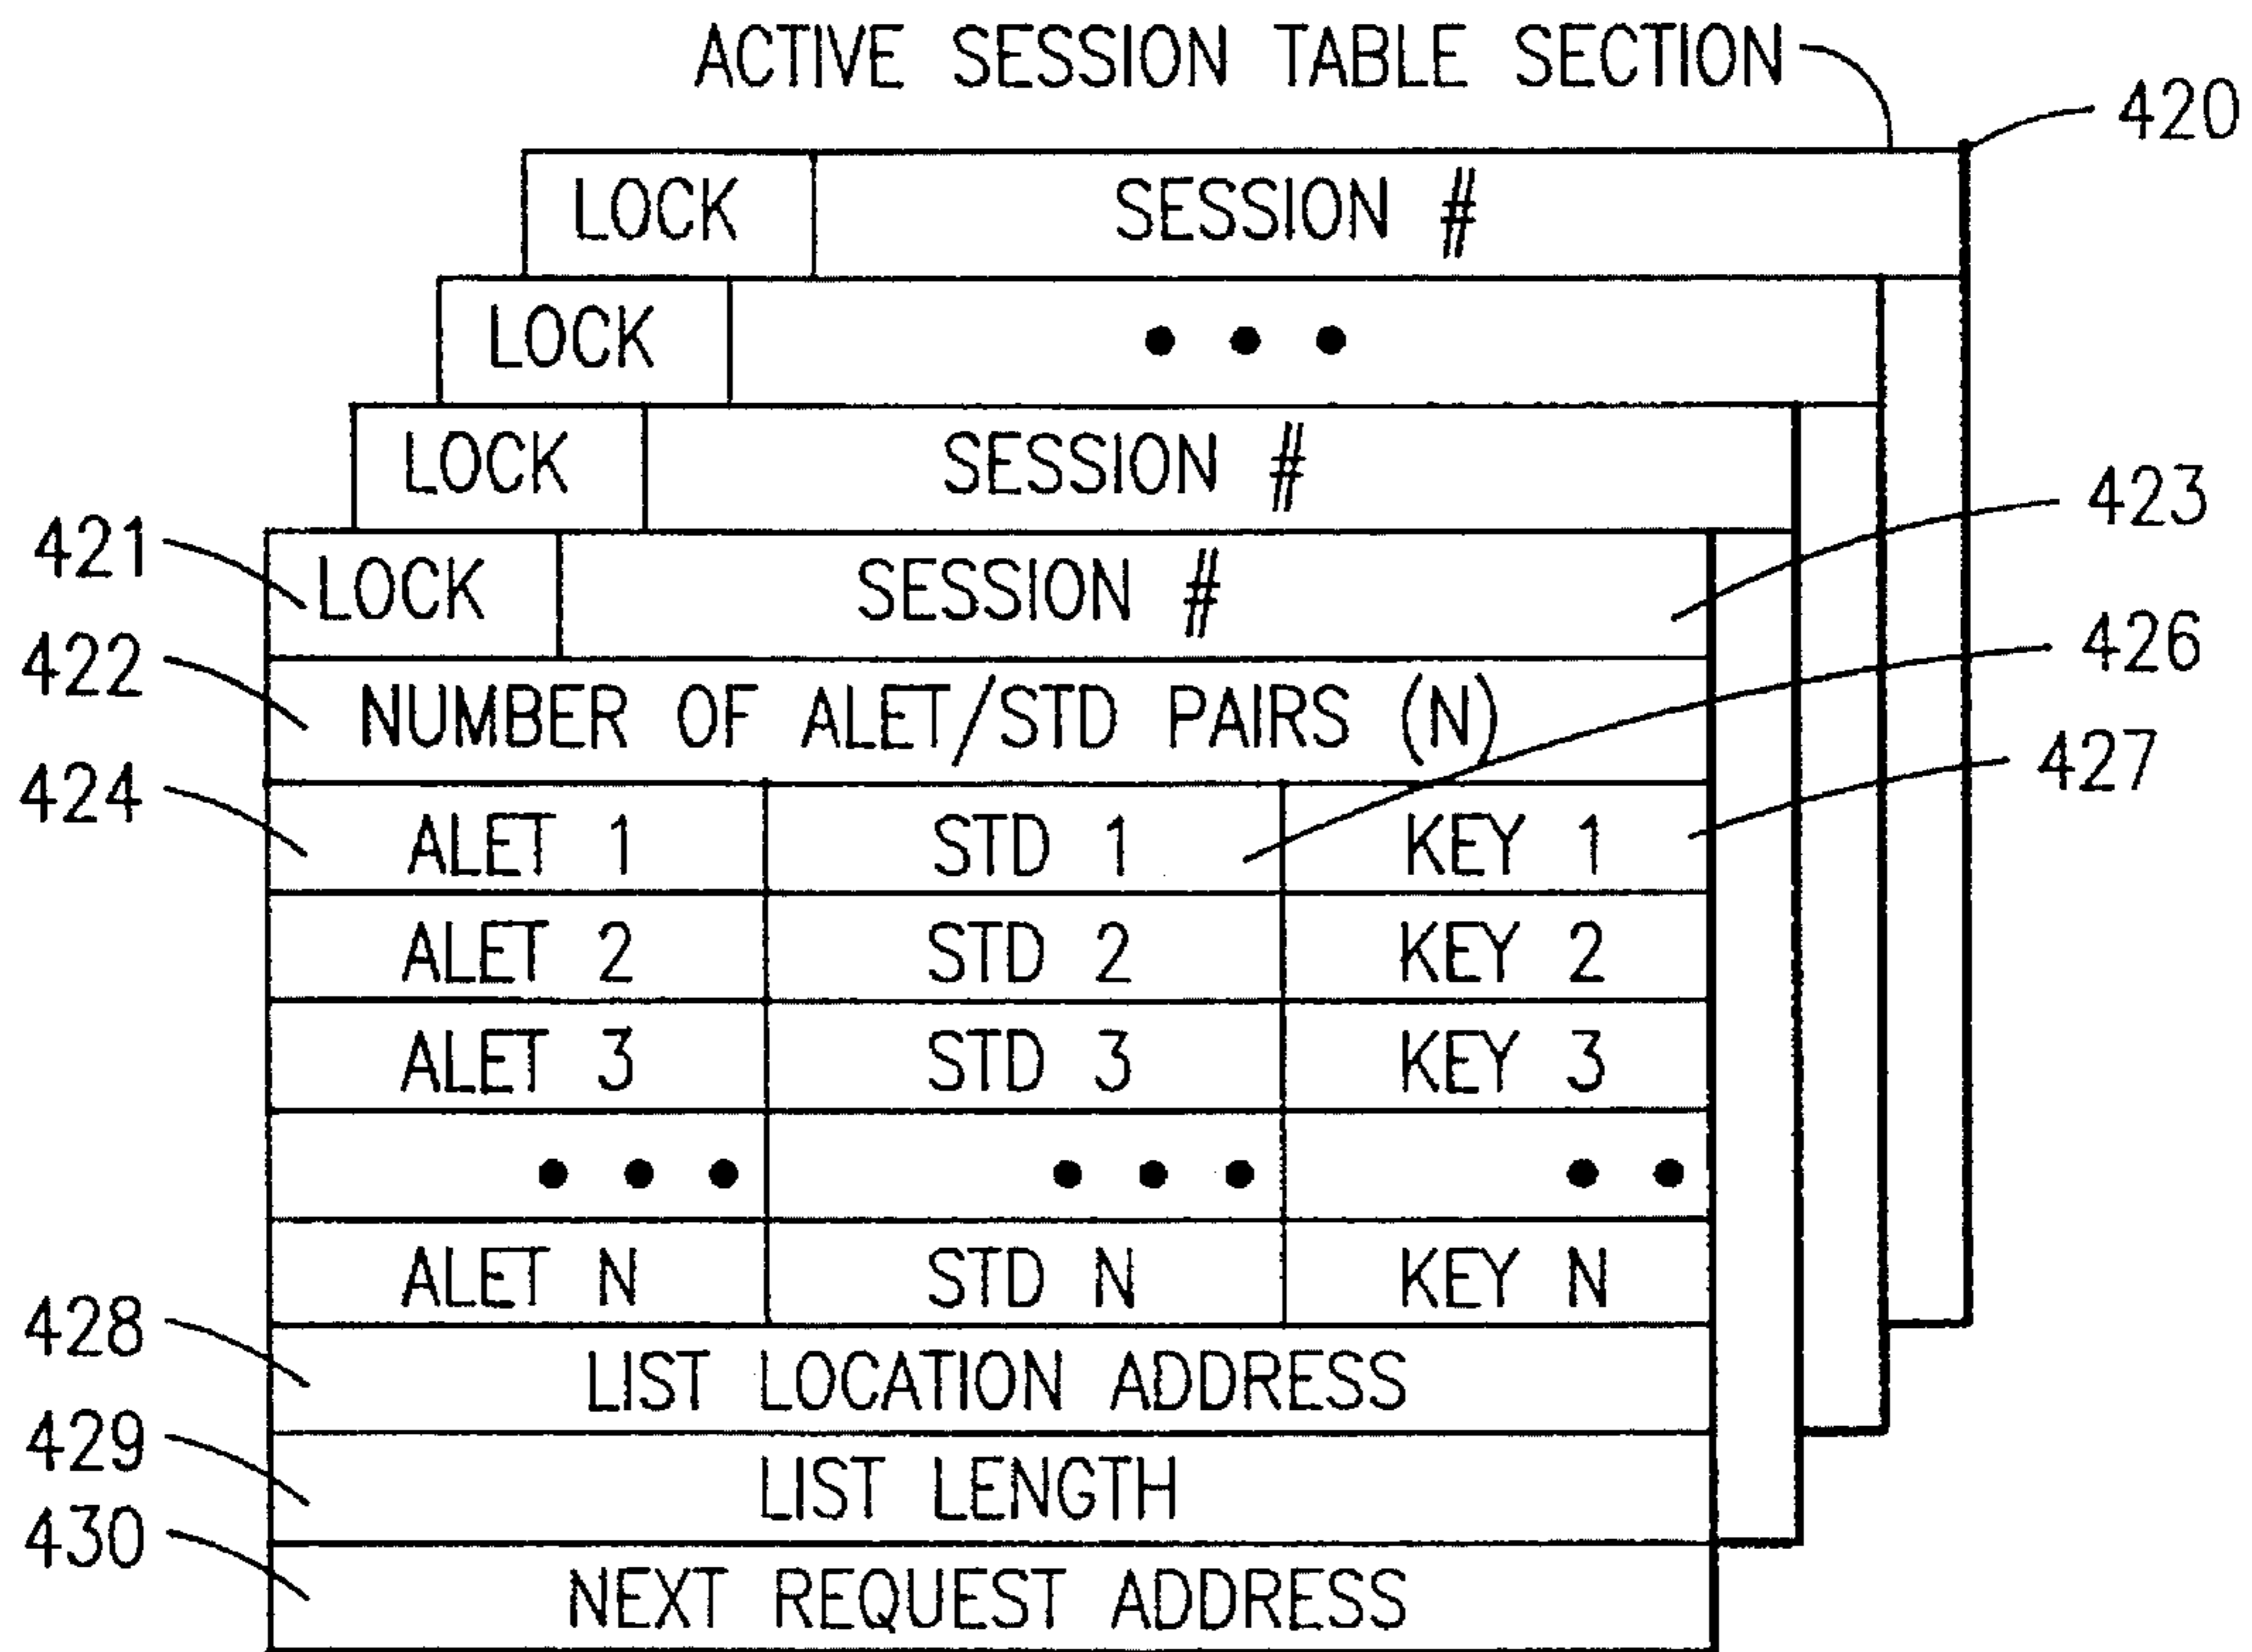 ACTIVE SESSION TABLE SECTION
420
LOCK SESSION #
LOCK • • •
LOCK SESSION #
423
421 LOCK SESSION #
426
422 NUMBER OF ALET/STD PAIRS (N)
427
424 ALET 1 STD 1 KEY 1
ALET 2 STD 2 KEY 2
ALET 3 STD 3 KEY 3
• • • • • • • •
ALET N STD N KEY N
428 LIST LOCATION ADDRESS
429 LIST LENGTH
430 NEXT REQUEST ADDRESS